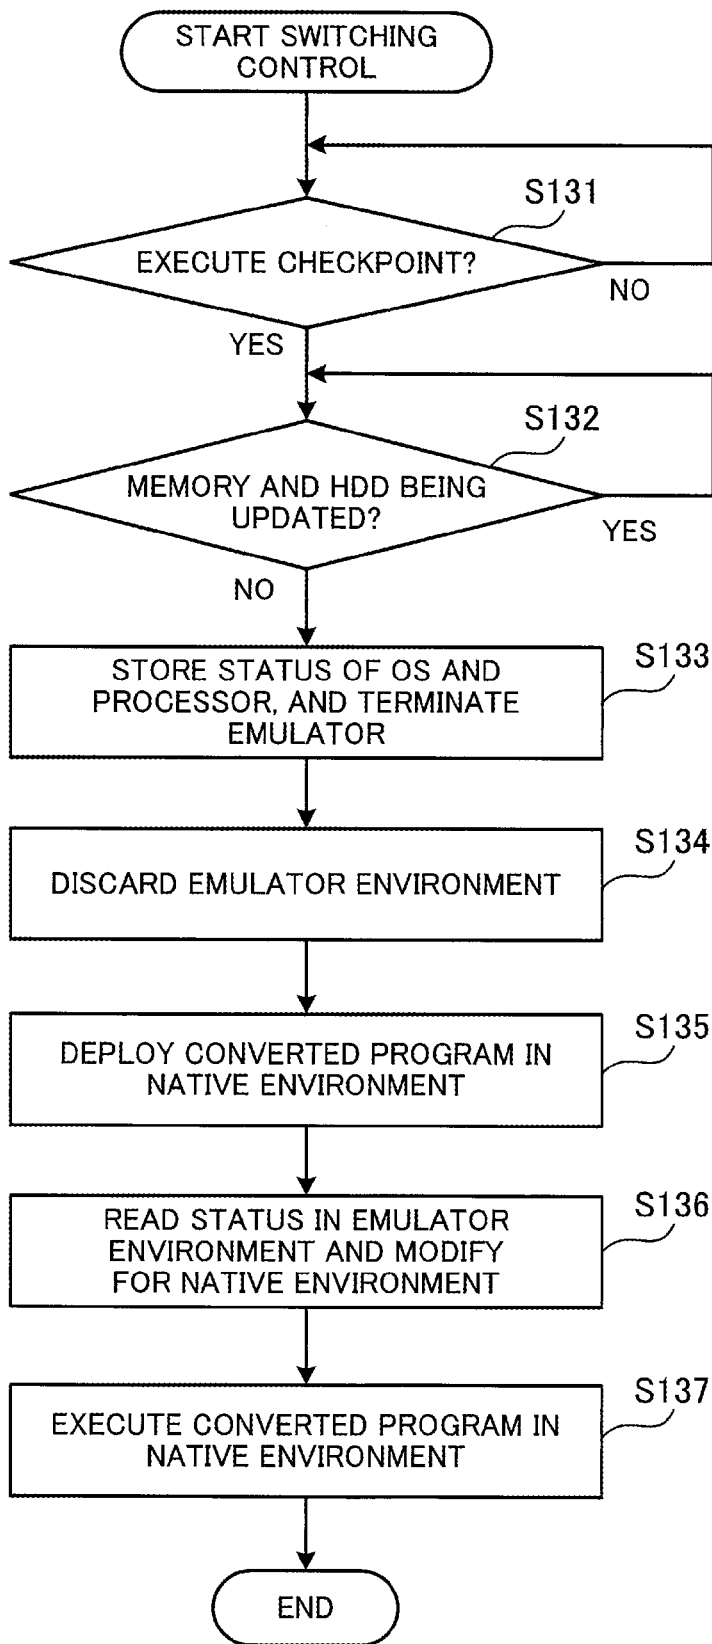 START SWITCHING
CONTROL
S131
EXECUTE CHECKPOINT?
NO
YES
S132
MEMORY AND HDD BEING
UPDATED?
YES
NO
S133
STORE STATUS OF OS AND
PROCESSOR, AND TERMINATE
EMULATOR
S134
DISCARD EMULATOR ENVIRONMENT
S135
DEPLOY CONVERTED PROGRAM IN
NATIVE ENVIRONMENT
S136
READ STATUS IN EMULATOR
ENVIRONMENT AND MODIFY
FOR NATIVE ENVIRONMENT
S137
EXECUTE CONVERTED PROGRAM IN
NATIVE ENVIRONMENT
END